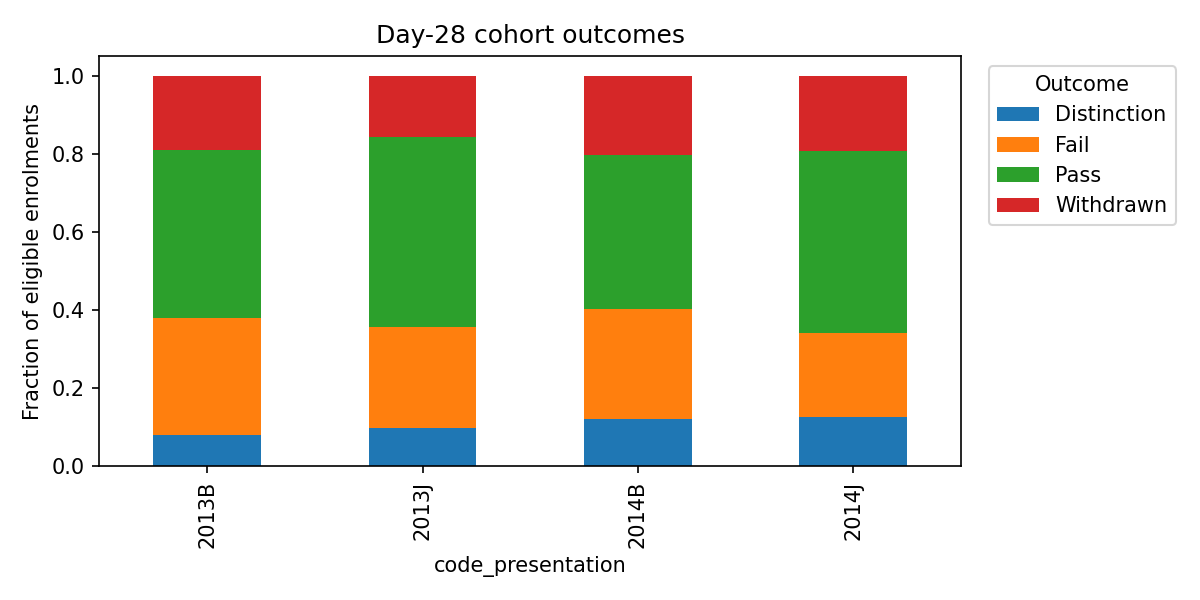 Day-28 cohort outcomes
Fraction of eligible enrolments
1.0
0.8
0.6
0.4
0.2
0.0
2013B
2013J
2014B
2014J
code_presentation
Outcome
Distinction
Fail
Pass
Withdrawn